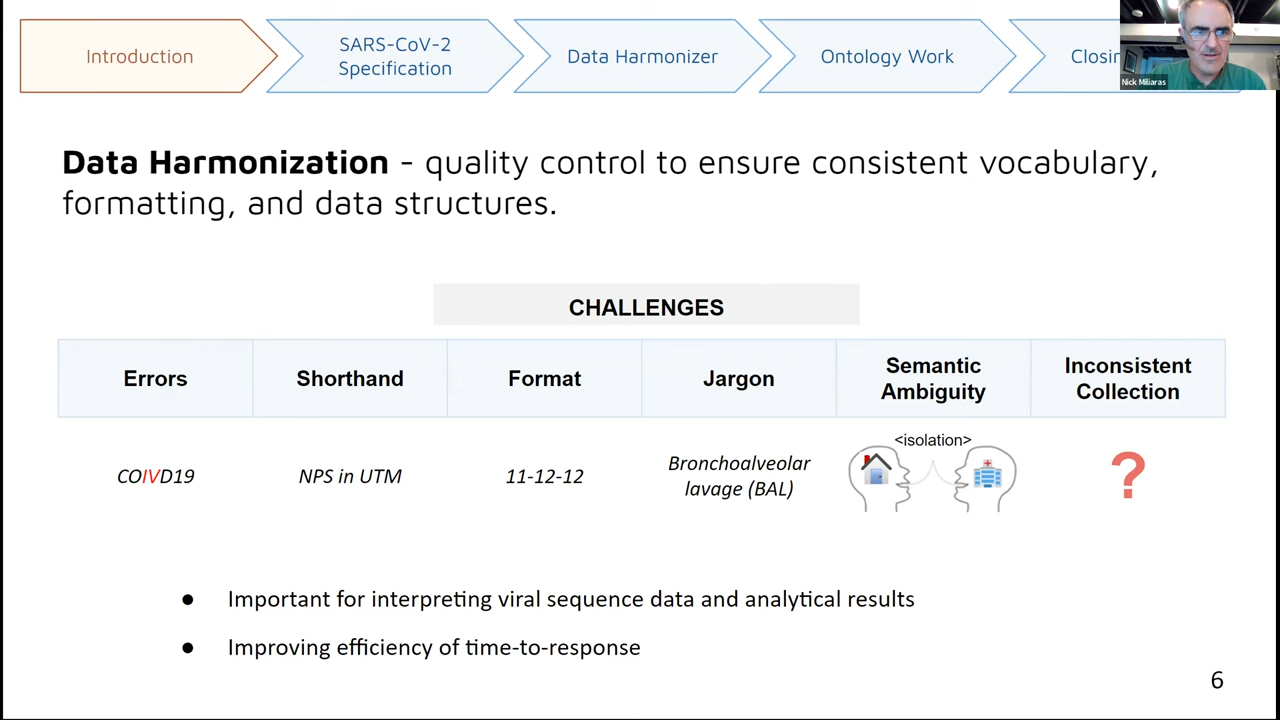 Introduction
SARS-CoV-2
Specification
Data Harmonizer
Ontology Work
Nick Miliaras
Data Harmonization - quality control to ensure consistent vocabulary,
formatting, and data structures.
CHALLENGES
Errors
Shorthand
Format
Jargon
Semantic
Ambiguity
Inconsistent
Collection
<isolation>
COIVD19
NPS in UTM
11-12-12
Bronchoalveolar
lavage (BAL)
?
● Important for interpreting viral sequence data and analytical results
● Improving efficiency of time-to-response
6